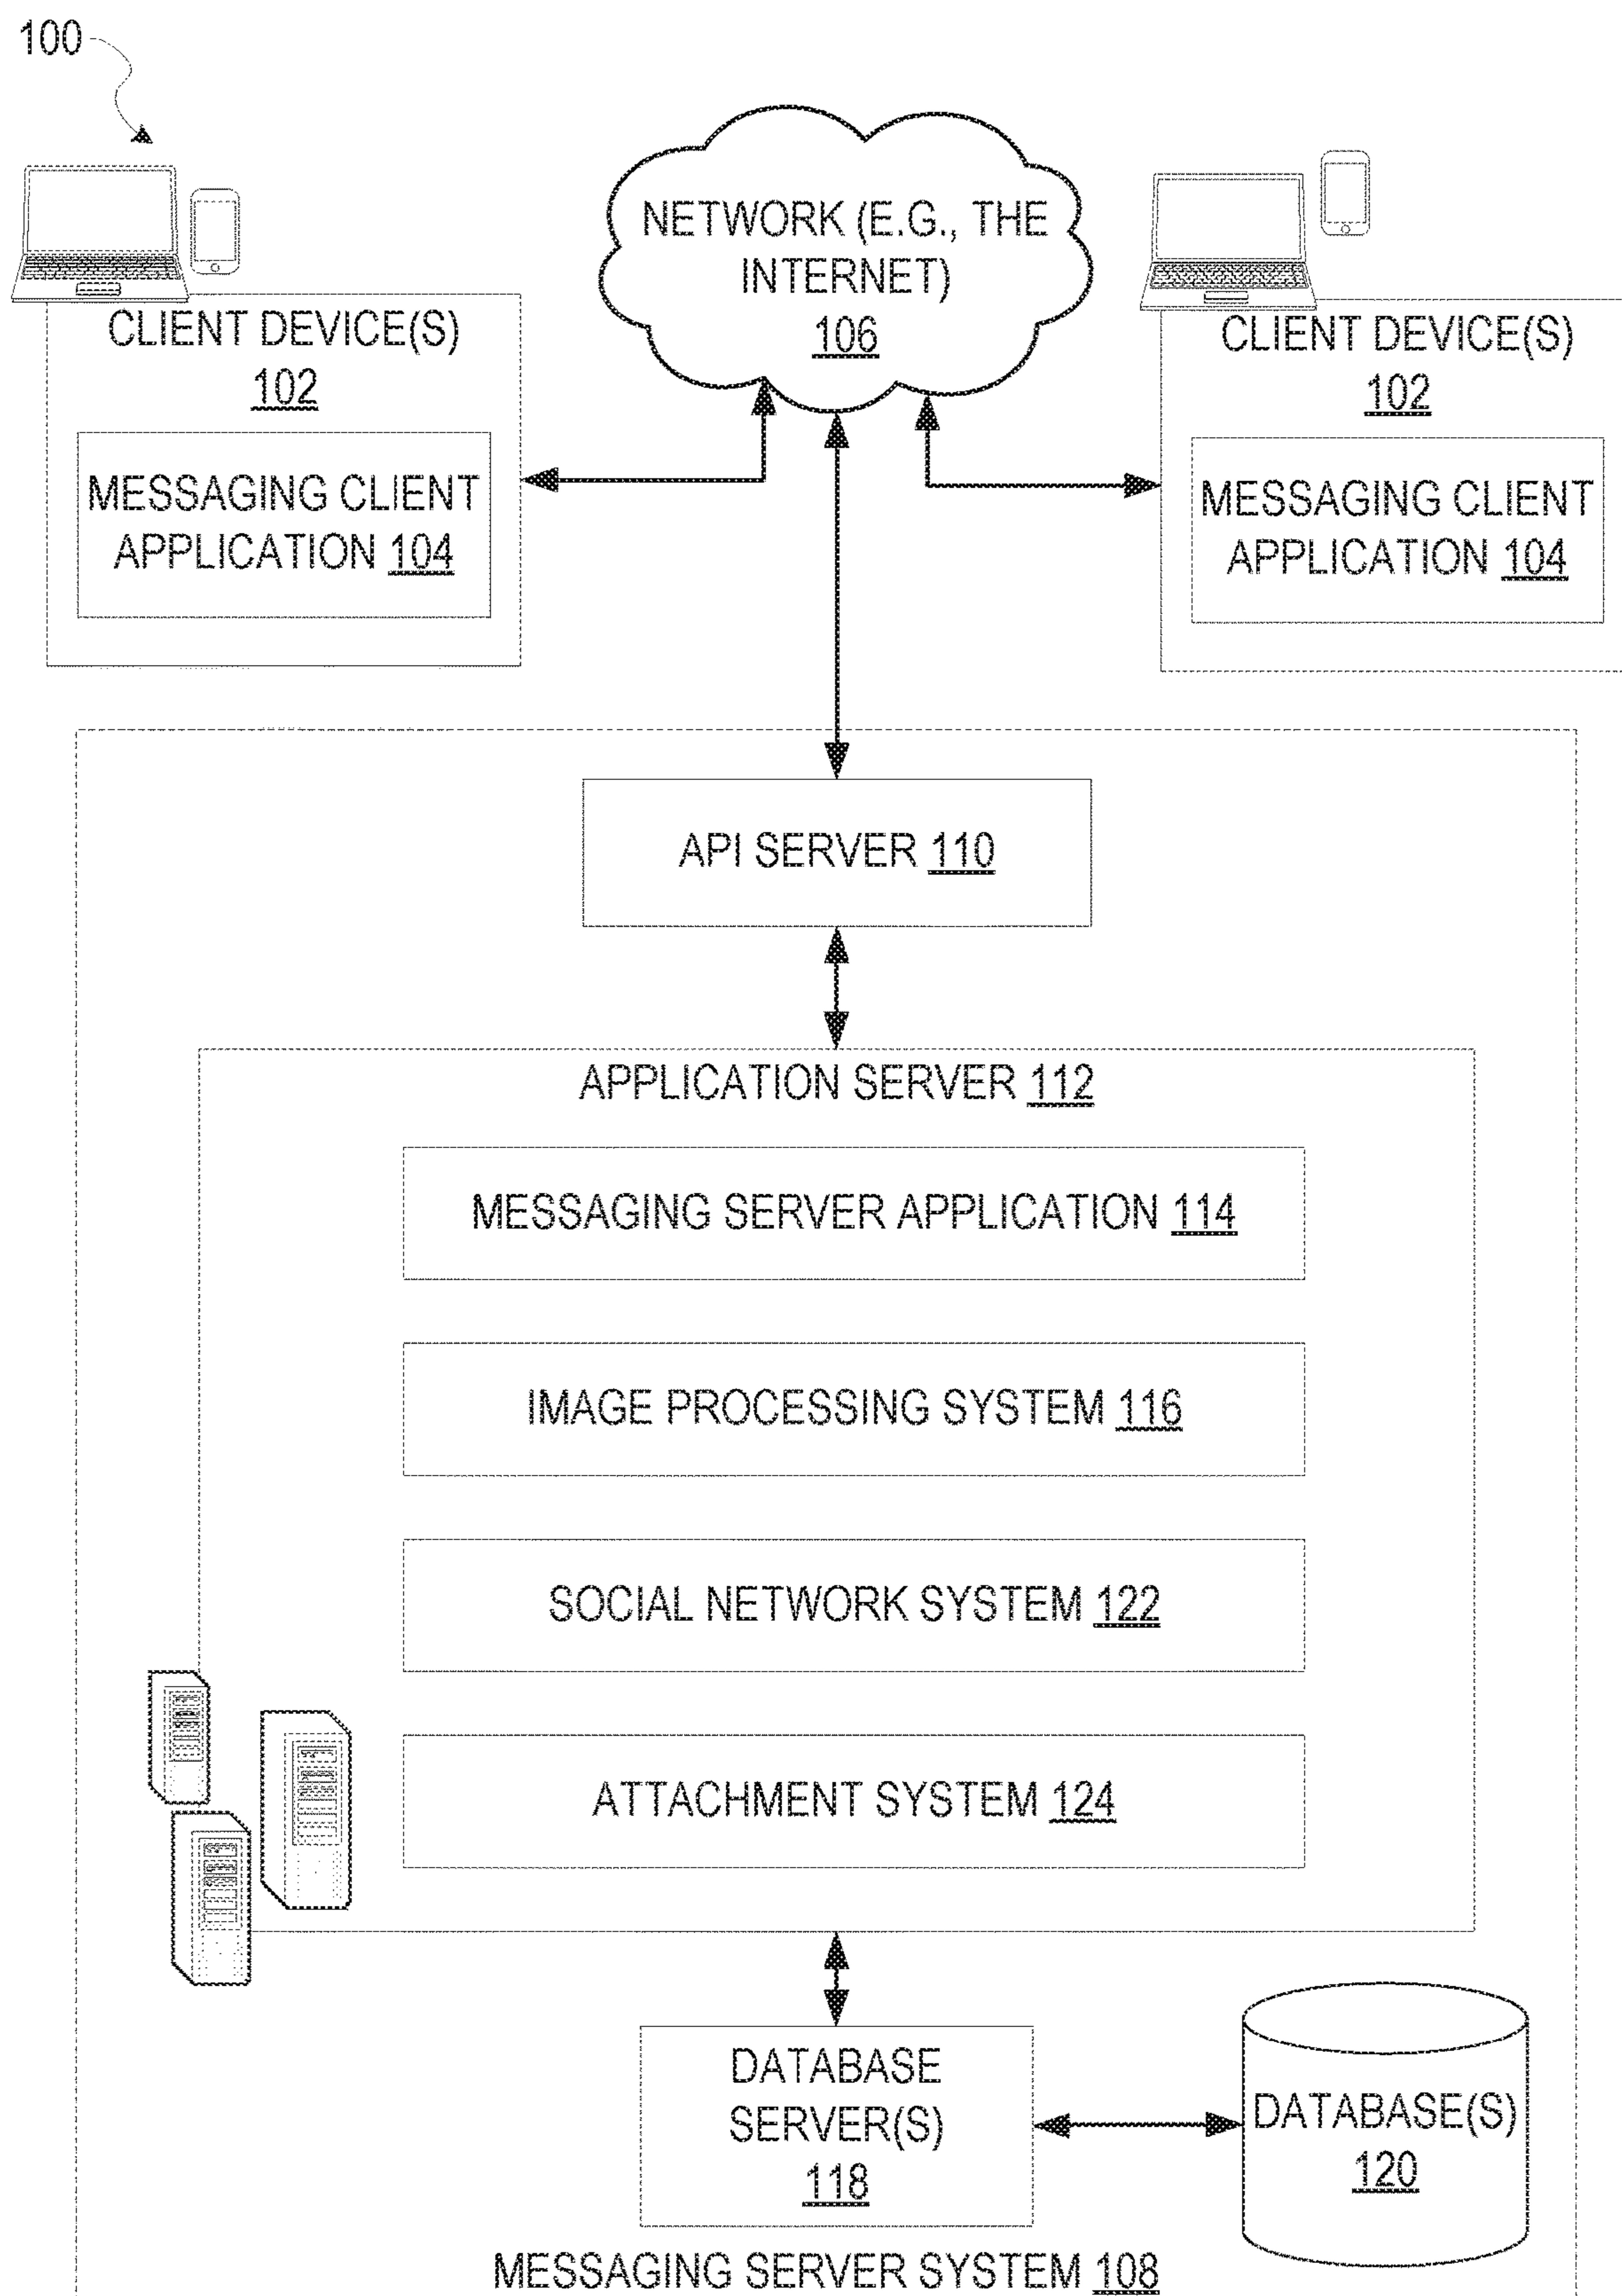 100
NETWORK (E.G., THE
INTERNET)
106
CLIENT DEVICE(S)
102
MESSAGING CLIENT
APPLICATION 104
CLIENT DEVICE(S)
102
MESSAGING CLIENT
APPLICATION 104
API SERVER 110
APPLICATION SERVER 112
MESSAGING SERVER APPLICATION 114
IMAGE PROCESSING SYSTEM 116
SOCIAL NETWORK SYSTEM 122
ATTACHMENT SYSTEM 124
DATABASE
SERVER(S)
118
DATABASE(S)
120
MESSAGING SERVER SYSTEM 108